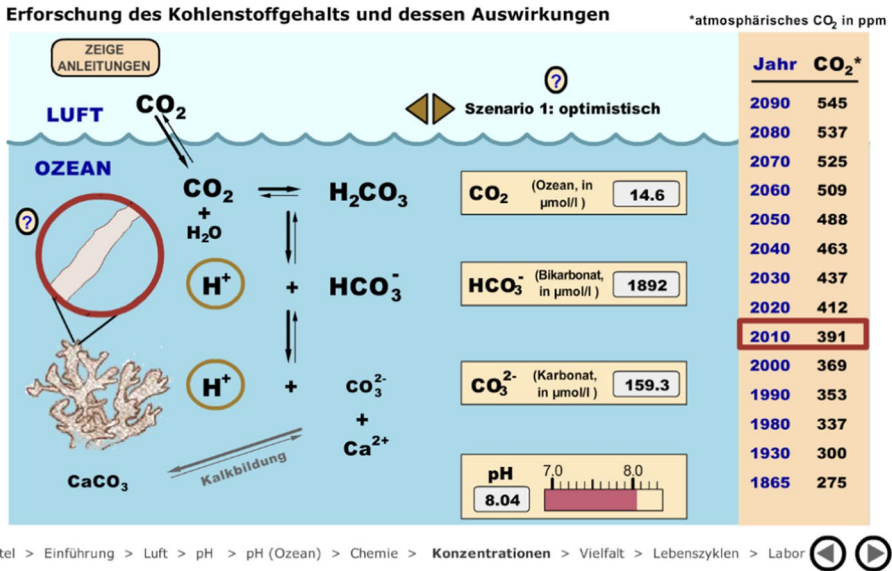 Erforschung des Kohlenstoffgehalts und dessen Auswirkungen
*atmosphärisches CO₂ in ppm
ZEIGE
ANLEITUNGEN
LUFT
CO₂
?
Szenario 1: optimistisch
OZEAN
CO₂
+
H₂O
H₂CO₃
?
H⁺
+
HCO₃⁻
H⁺
+
CO₃²⁻
+
Ca²⁺
Kalkbildung
CaCO₃
CO₂ (Ozean, in
µmol/l ) 14.6
HCO₃⁻ (Bikarbonat,
in µmol/l ) 1892
CO₃²⁻ (Karbonat,
in µmol/l ) 159.3
pH 7.0 8.0
8.04
Jahr CO₂*
2090 545
2080 537
2070 525
2060 509
2050 488
2040 463
2030 437
2020 412
2010 391
2000 369
1990 353
1980 337
1930 300
1865 275
tel > Einführung > Luft > pH > pH (Ozean) > Chemie > Konzentrationen > Vielfalt > Lebenszyklen > Labor